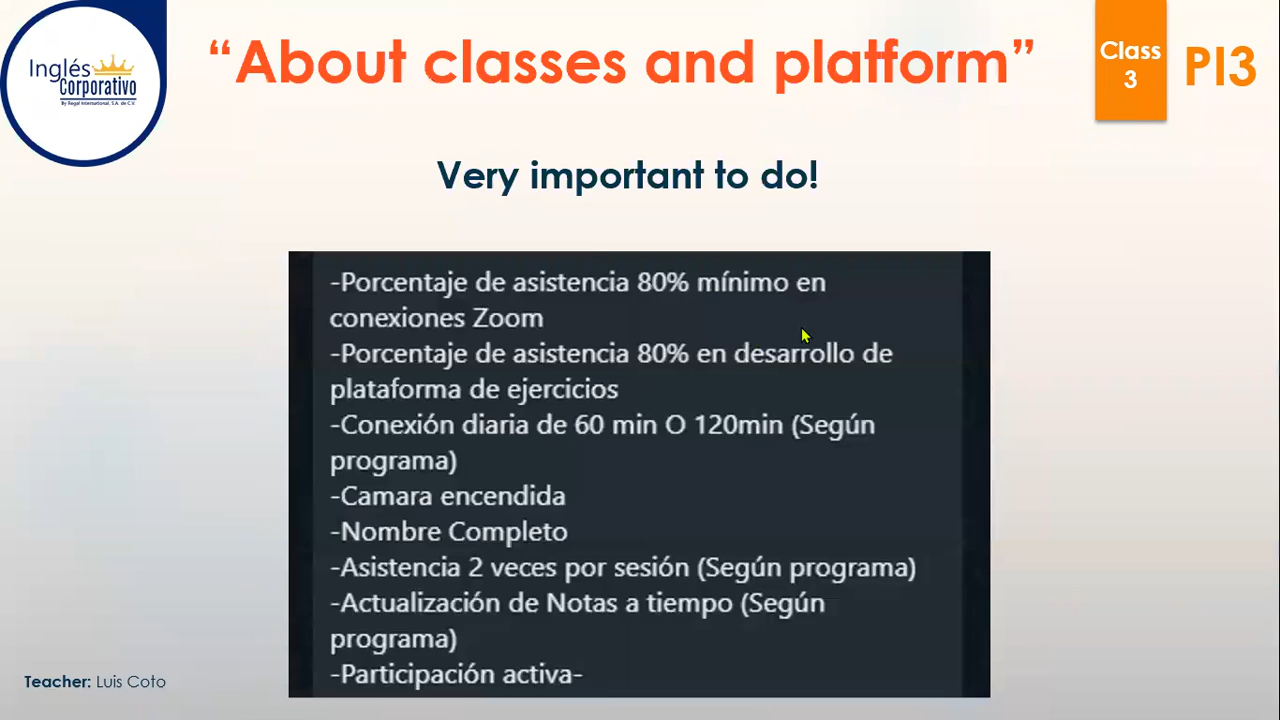 Inglés
Corporativo
By Regal International, S.A. de C.V.
“About classes and platform”
Class
3
PI3
Very important to do!
-Porcentaje de asistencia 80% mínimo en
conexiones Zoom
-Porcentaje de asistencia 80% en desarrollo de
plataforma de ejercicios
-Conexión diaria de 60 min O 120min (Según
programa)
-Camara encendida
-Nombre Completo
-Asistencia 2 veces por sesión (Según programa)
-Actualización de Notas a tiempo (Según
programa)
-Participación activa-
Teacher: Luis Coto